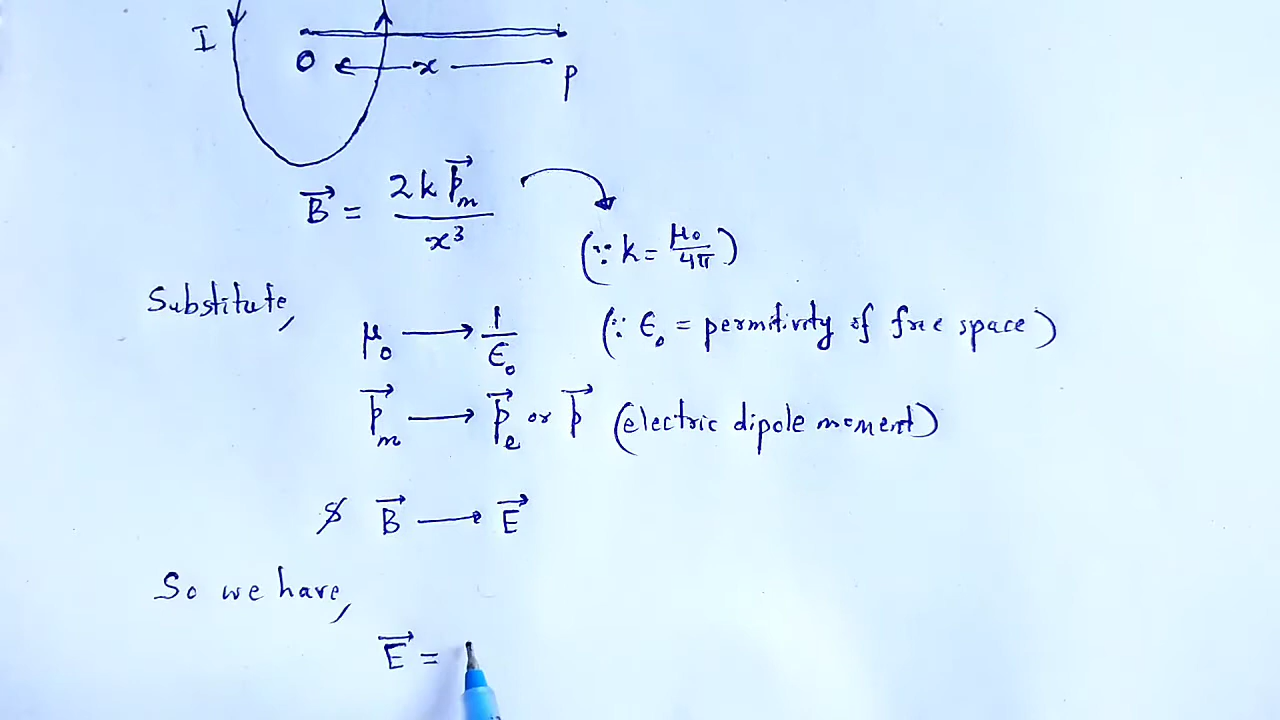 I
O ← x — P
B⃗ = 2k p⃗ₘ / x³
(∵ k = μ₀/4π)
Substitute,
μ₀ → 1/ϵ₀ (∵ ϵ₀ = permitivity of free space)
p⃗ₘ → p⃗ₑ or p⃗ (electric dipole moment)
$ B⃗ → E⃗
So we have,
E⃗ =